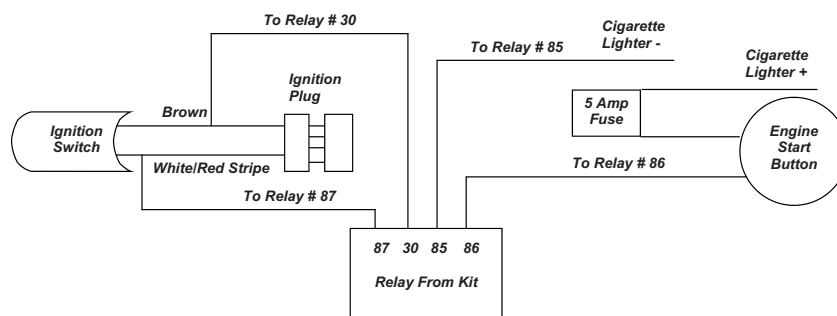 To Relay # 30
To Relay # 85
Cigarette
Lighter -
Cigarette
Lighter +
Ignition
Plug
5 Amp
Fuse
Brown
Ignition
Switch
Engine
Start
Button
White/Red Stripe
To Relay # 86
To Relay # 87
87 30 85 86
Relay From Kit